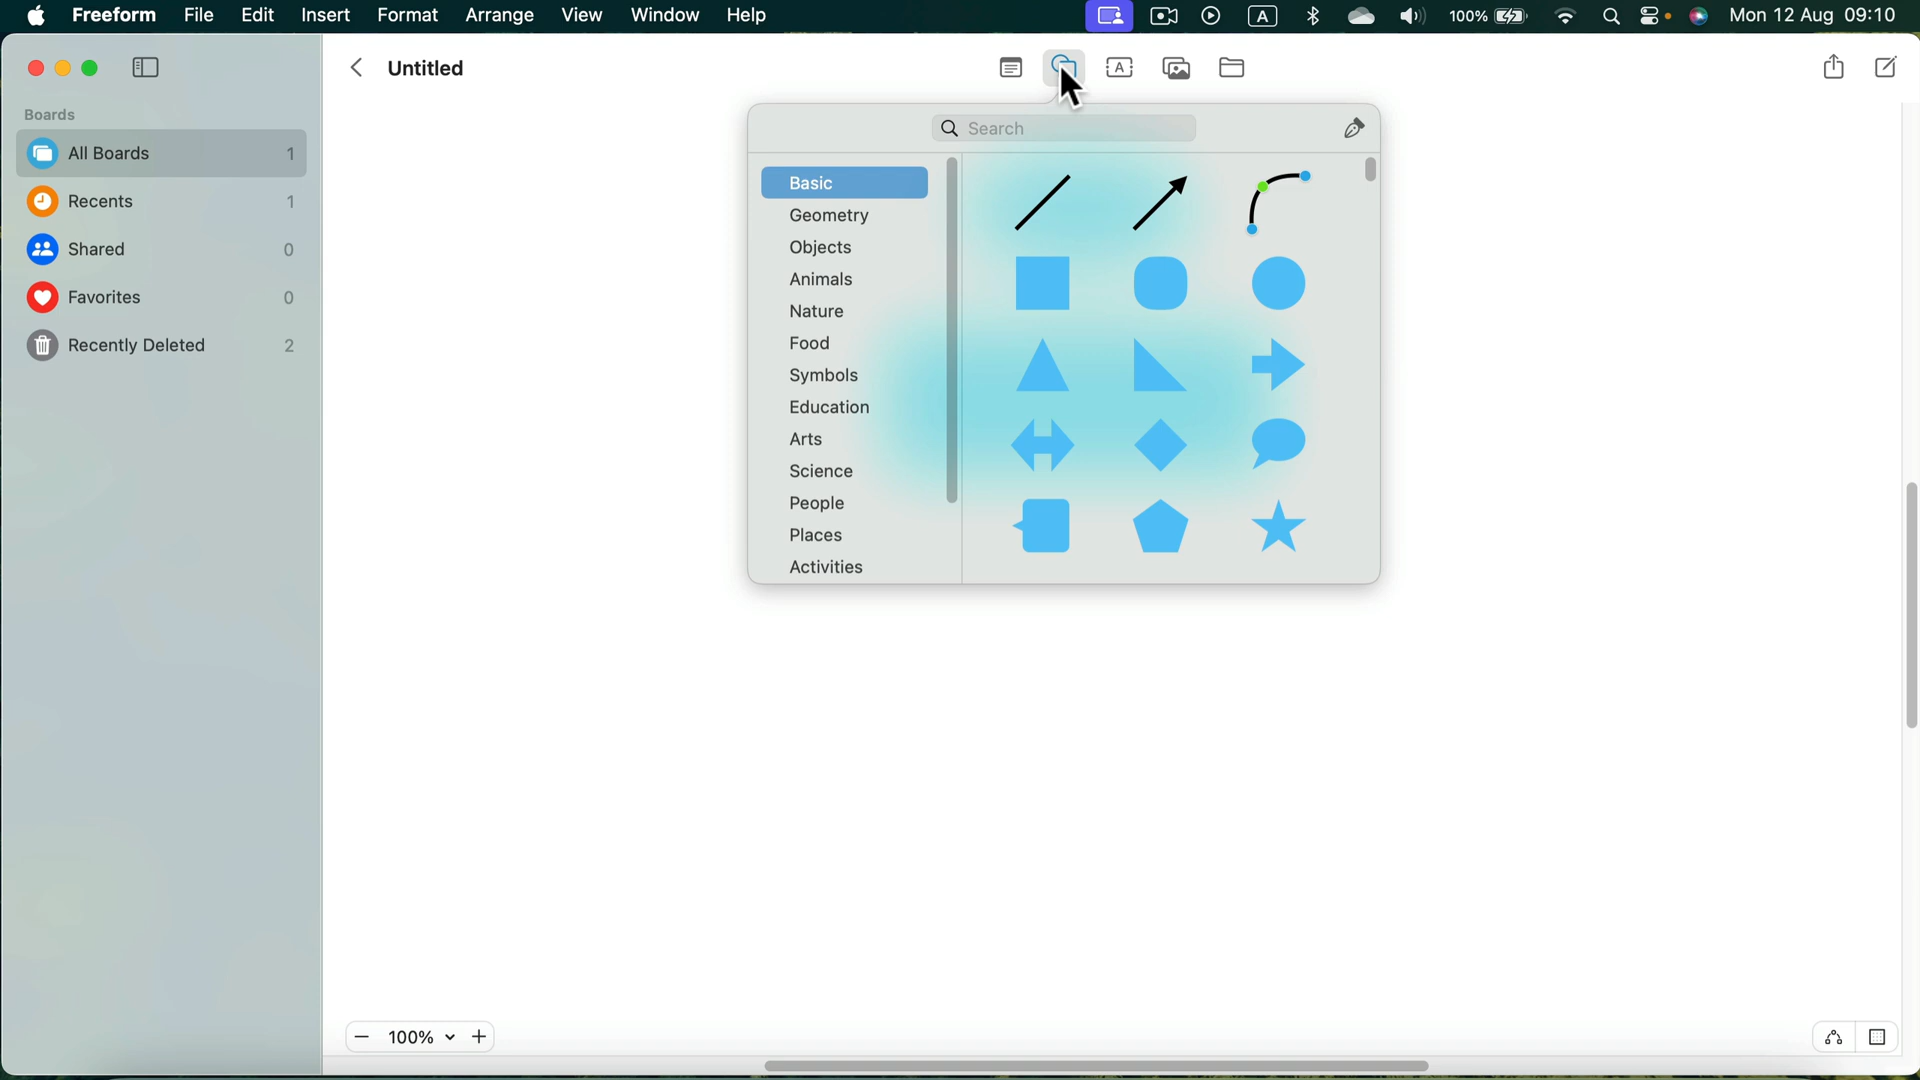 Freeform File Edit Insert Format Arrange View Window Help A 100% Mon 12 Aug 09:10
Untitled
A
Boards
All Boards 1
Recents 1
Shared 0
Favorites 0
Recently Deleted 2
Search
Basic
Geometry
Objects
Animals
Nature
Food
Symbols
Education
Arts
Science
People
Places
Activities
100%